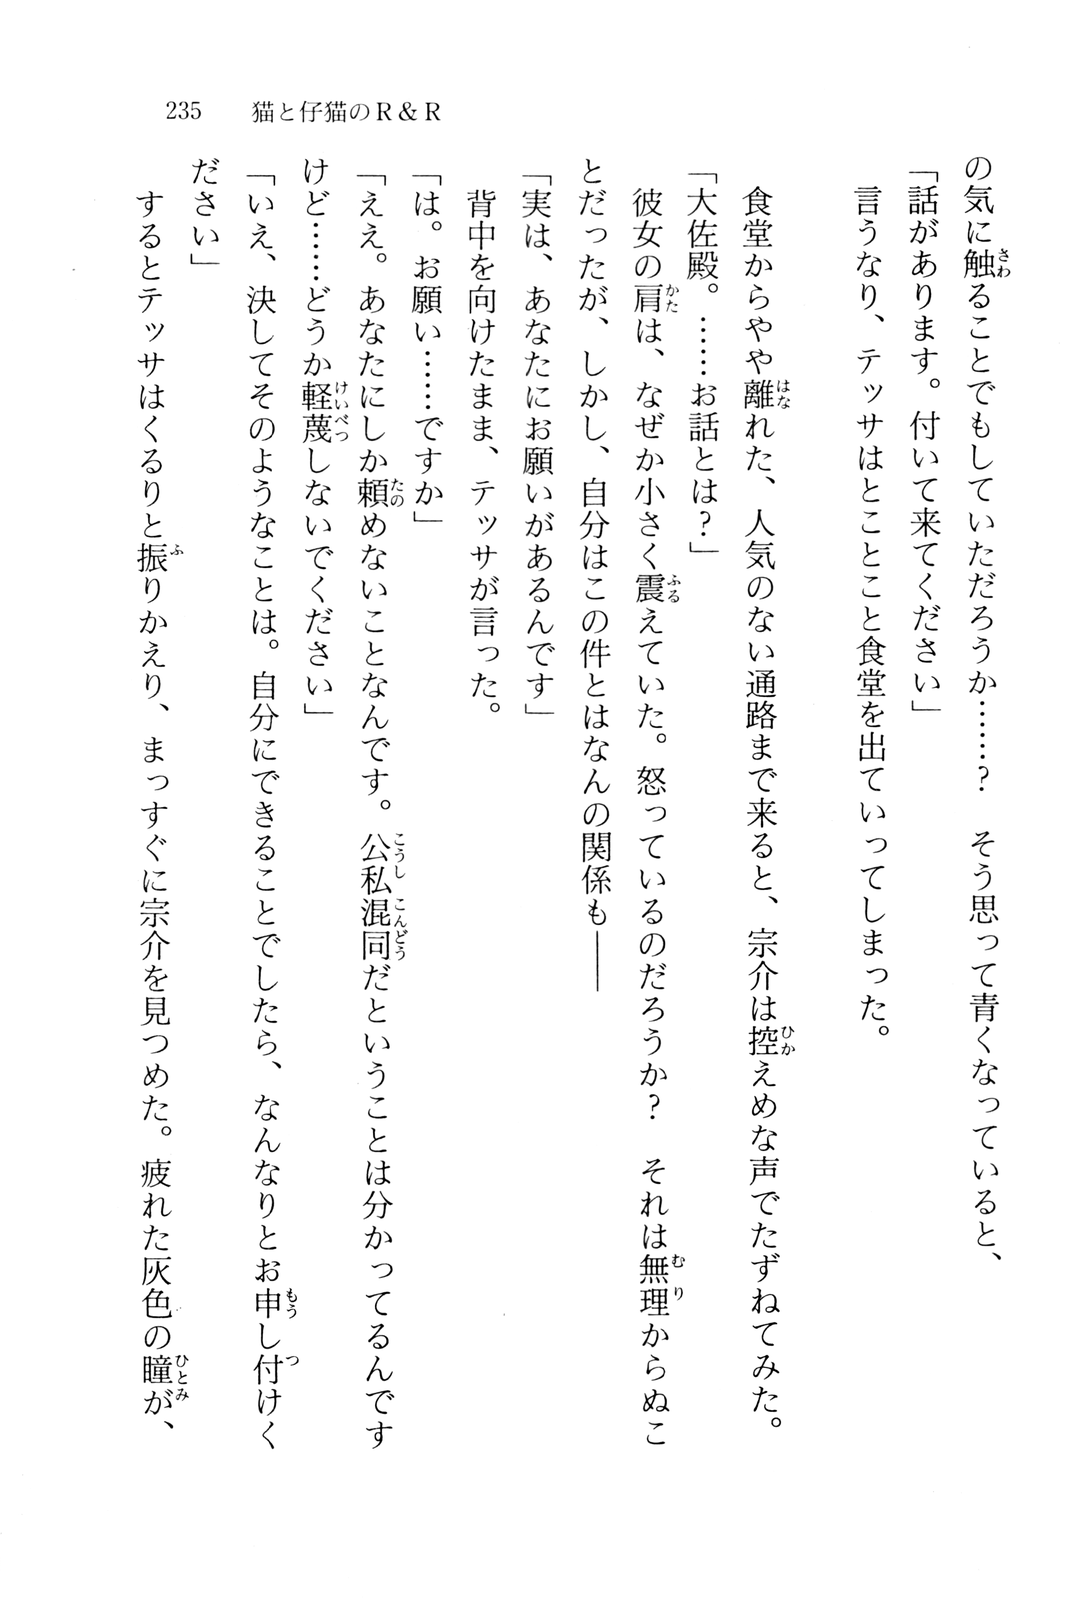 235　猫と仔猫のR＆R
の気に触ることでもしていただろうか……？　そう思って青くなっていると、
「話があります。付いて来てください」
　言うなり、テッサはとことこと食堂を出ていってしまった。
　食堂からやや離れた、人気のない通路まで来ると、宗介は控えめな声でたずねてみた。
「大佐殿。……お話とは？」
　彼女の肩は、なぜか小さく震えていた。怒っているのだろうか？　それは無理からぬこ
とだったが、しかし、自分はこの件とはなんの関係も――
「実は、あなたにお願いがあるんです」
　背中を向けたまま、テッサが言った。
「は。お願い……ですか」
「ええ。あなたにしか頼めないことなんです。公私混同だということは分かってるんです
けど……どうか軽蔑しないでください」
「いえ、決してそのようなことは。自分にできることでしたら、なんなりとお申し付けく
ださい」
　するとテッサはくるりと振りかえり、まっすぐに宗介を見つめた。疲れた灰色の瞳が、